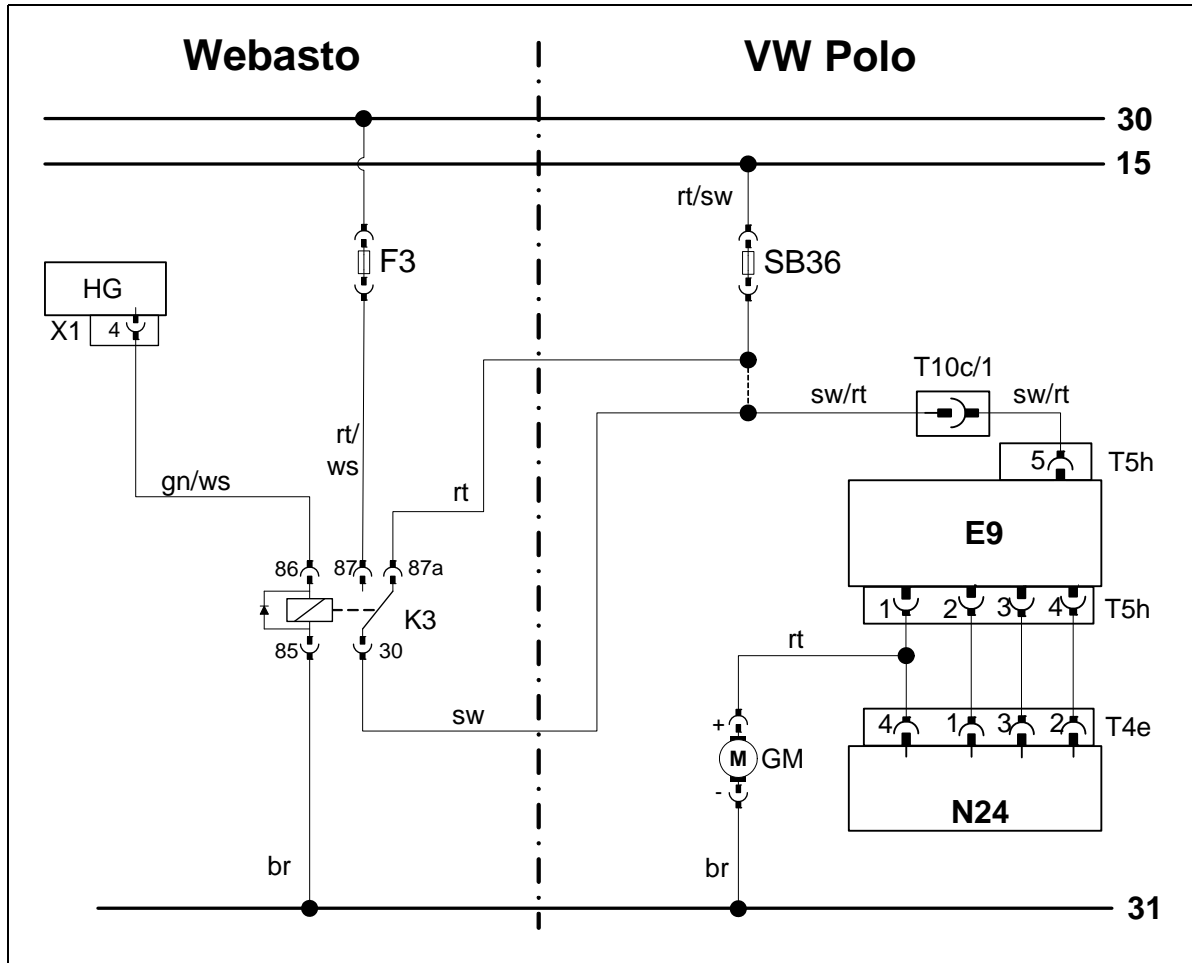 Webasto
VW Polo
30
15
rt/sw
F3
SB36
HG
X1
4
T10c/1
sw/rt
sw/rt
rt/
ws
5
T5h
gn/ws
rt
E9
86
87
87a
K3
1
2
3
4
T5h
85
30
rt
sw
+
4
1
3
2
T4e
M
GM
-
N24
br
br
31